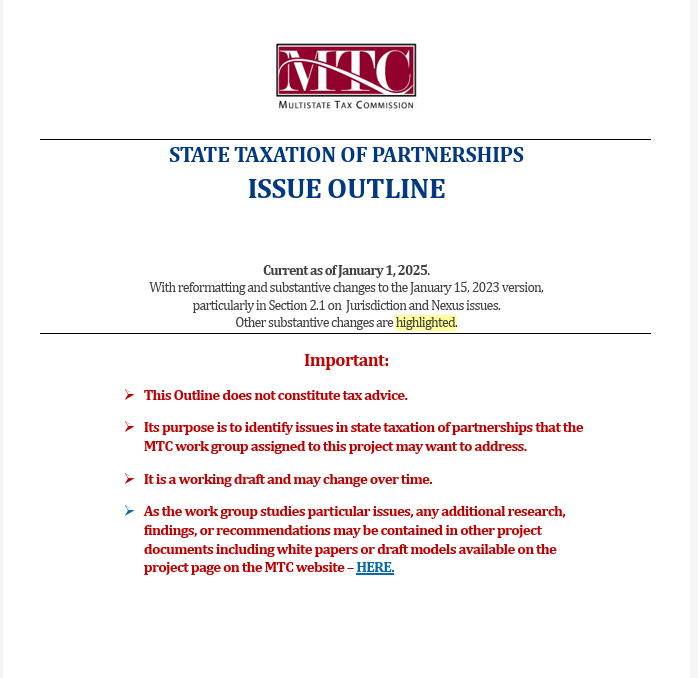 MTC
MULTISTATE TAX COMMISSION
STATE TAXATION OF PARTNERSHIPS
ISSUE OUTLINE
Current as of January 1, 2025.
With reformatting and substantive changes to the January 15, 2023 version,
particularly in Section 2.1 on Jurisdiction and Nexus issues.
Other substantive changes are highlighted.
Important:
➢ This Outline does not constitute tax advice.
➢ Its purpose is to identify issues in state taxation of partnerships that the
MTC work group assigned to this project may want to address.
➢ It is a working draft and may change over time.
➢ As the work group studies particular issues, any additional research,
findings, or recommendations may be contained in other project
documents including white papers or draft models available on the
project page on the MTC website – HERE.